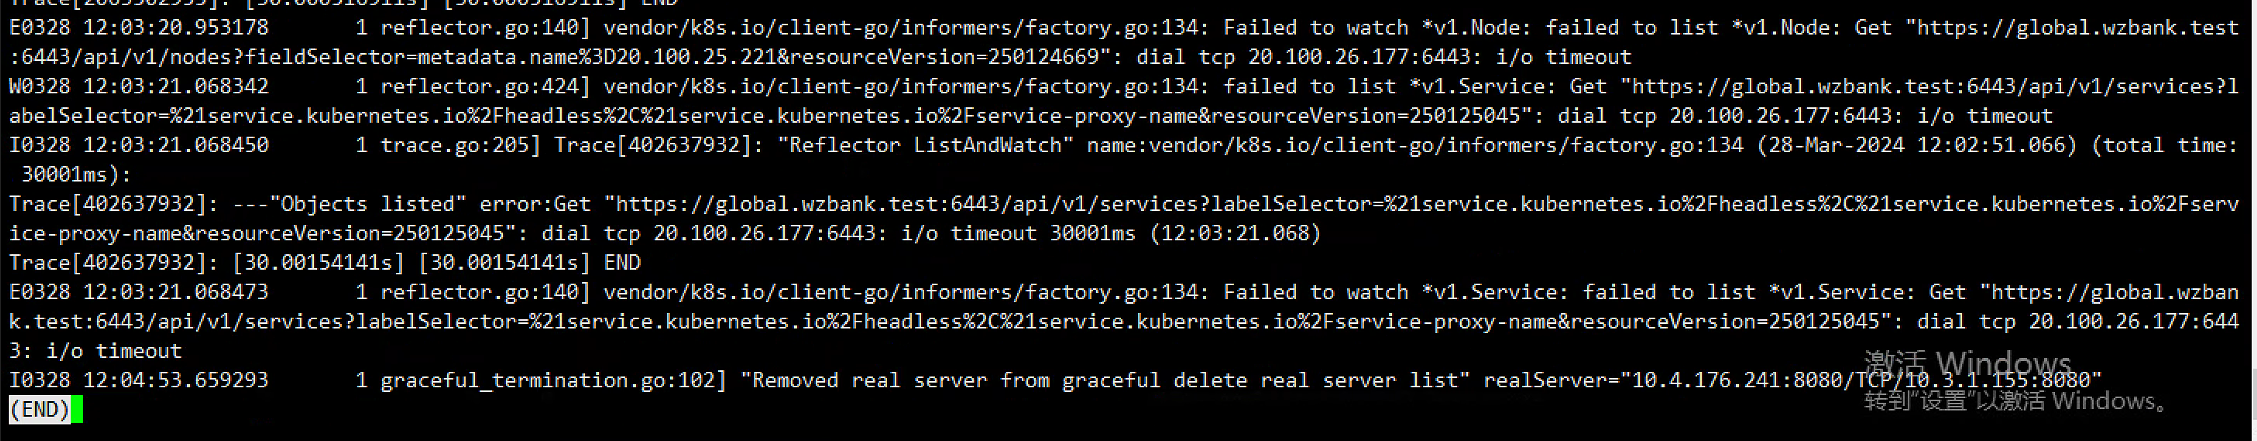 Trace[2005502955]: [30.000516911s] [30.000516911s] END
E0328 12:03:20.953178       1 reflector.go:140] vendor/k8s.io/client-go/informers/factory.go:134: Failed to watch *v1.Node: failed to list *v1.Node: Get "https://global.wzbank.test
:6443/api/v1/nodes?fieldSelector=metadata.name%3D20.100.25.221&resourceVersion=250124669": dial tcp 20.100.26.177:6443: i/o timeout
W0328 12:03:21.068342       1 reflector.go:424] vendor/k8s.io/client-go/informers/factory.go:134: failed to list *v1.Service: Get "https://global.wzbank.test:6443/api/v1/services?l
abelSelector=%21service.kubernetes.io%2Fheadless%2C%21service.kubernetes.io%2Fservice-proxy-name&resourceVersion=250125045": dial tcp 20.100.26.177:6443: i/o timeout
I0328 12:03:21.068450       1 trace.go:205] Trace[402637932]: "Reflector ListAndWatch" name:vendor/k8s.io/client-go/informers/factory.go:134 (28-Mar-2024 12:02:51.066) (total time:
 30001ms):
Trace[402637932]: ---"Objects listed" error:Get "https://global.wzbank.test:6443/api/v1/services?labelSelector=%21service.kubernetes.io%2Fheadless%2C%21service.kubernetes.io%2Fserv
ice-proxy-name&resourceVersion=250125045": dial tcp 20.100.26.177:6443: i/o timeout 30001ms (12:03:21.068)
Trace[402637932]: [30.00154141s] [30.00154141s] END
E0328 12:03:21.068473       1 reflector.go:140] vendor/k8s.io/client-go/informers/factory.go:134: Failed to watch *v1.Service: failed to list *v1.Service: Get "https://global.wzban
k.test:6443/api/v1/services?labelSelector=%21service.kubernetes.io%2Fheadless%2C%21service.kubernetes.io%2Fservice-proxy-name&resourceVersion=250125045": dial tcp 20.100.26.177:644
3: i/o timeout
I0328 12:04:53.659293       1 graceful_termination.go:102] "Removed real server from graceful delete real server list" realServer="10.4.176.241:8080/TCP/10.3.1.155:8080"
(END)
激活 Windows
转到"设置"以激活 Windows。